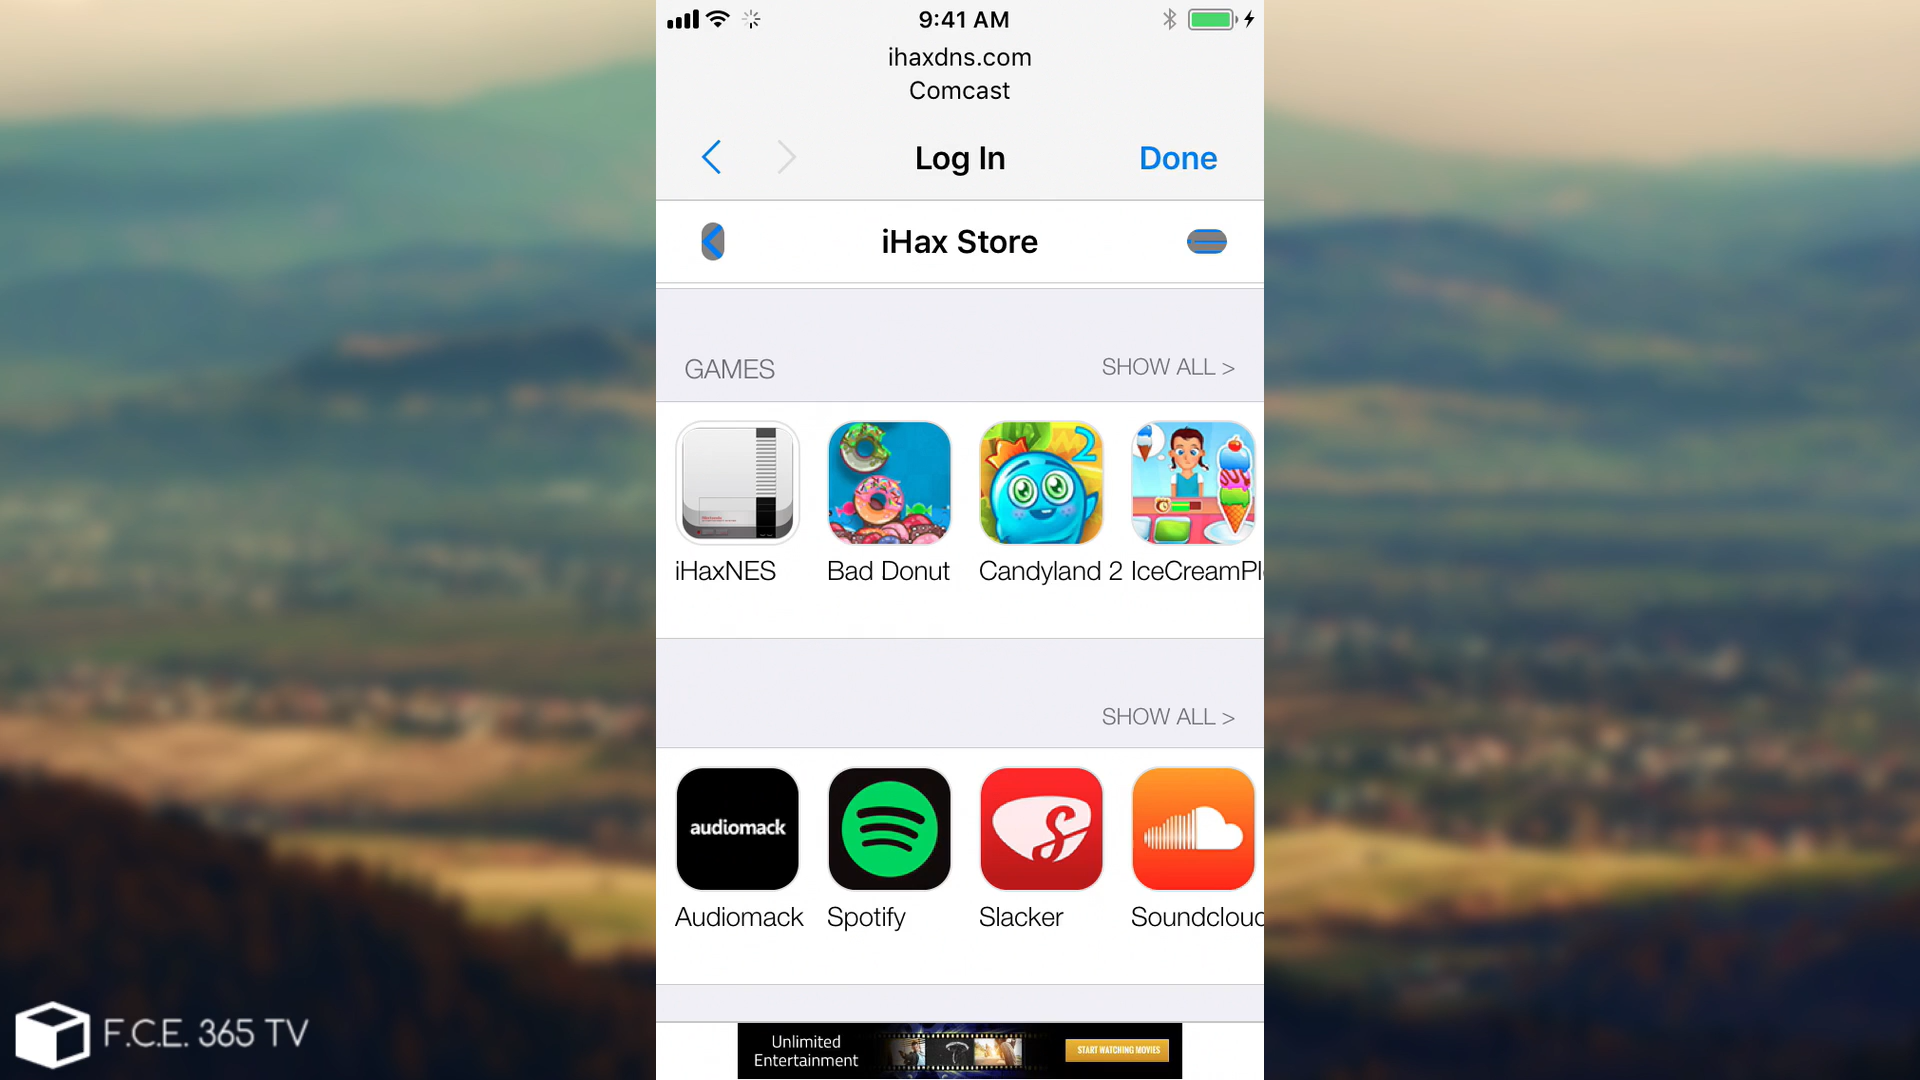 9:41 AM
ihaxdns.com
Comcast
Log In
Done
iHax Store
GAMES
SHOW ALL >
2
iHaxNES
Bad Donut
Candyland 2
IceCreamPl
SHOW ALL >
audiomack
Audiomack
Spotify
Slacker
Soundcloud
F.C.E. 365 TV
Unlimited
Entertainment
START WATCHING MOVIES